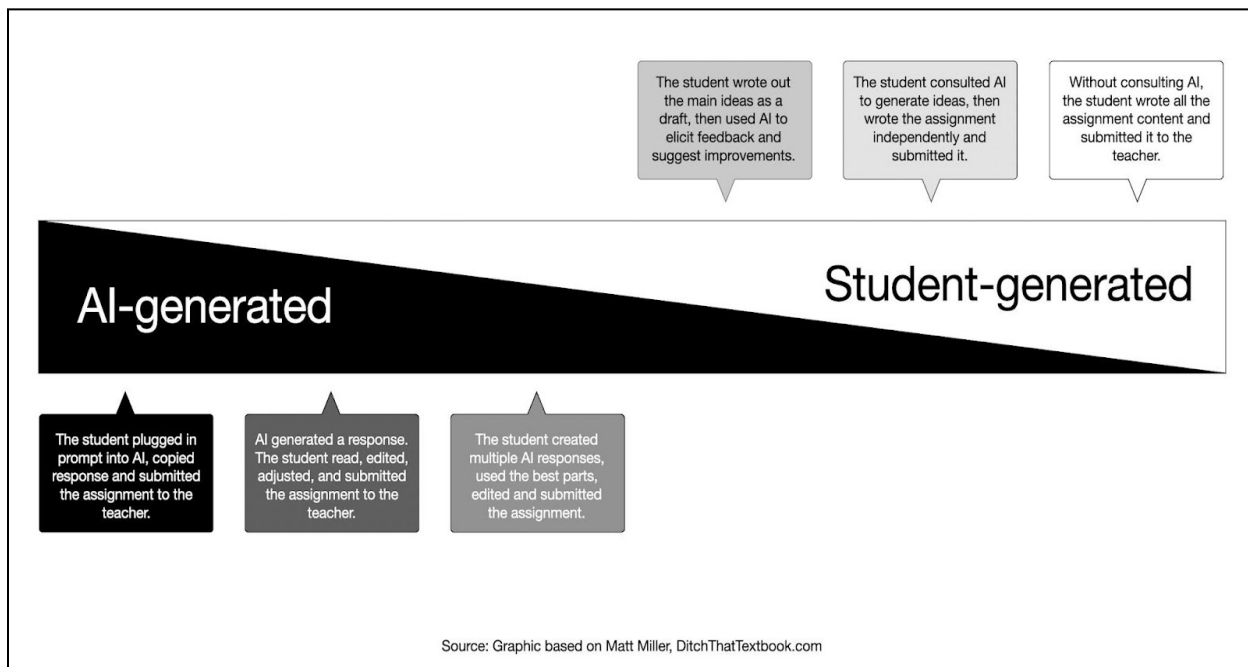 The student wrote out
the main ideas as a
draft, then used AI to
elicit feedback and
suggest improvements.
The student consulted AI
to generate ideas, then
wrote the assignment
independently and
submitted it.
Without consulting AI,
the student wrote all the
assignment content and
submitted it to the
teacher.
AI-generated
Student-generated
The student plugged in
prompt into AI, copied
response and submitted
the assignment to the
teacher.
AI generated a response.
The student read, edited,
adjusted, and submitted
the assignment to the
teacher.
The student created
multiple AI responses,
used the best parts,
edited and submitted
the assignment.
Source: Graphic based on Matt Miller, DitchThatTextbook.com